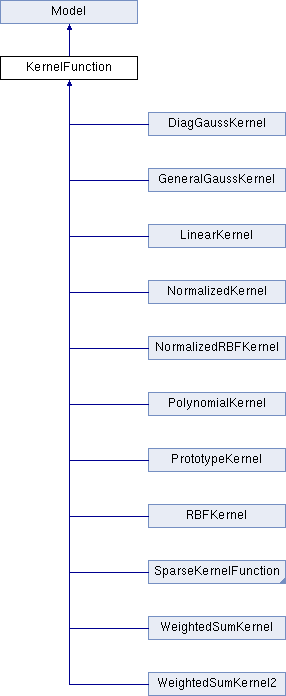 Model
KernelFunction
DiagGaussKernel
GeneralGaussKernel
LinearKernel
NormalizedKernel
NormalizedRBFKernel
PolynomialKernel
PrototypeKernel
RBFKernel
SparseKernelFunction
WeightedSumKernel
WeightedSumKernel2